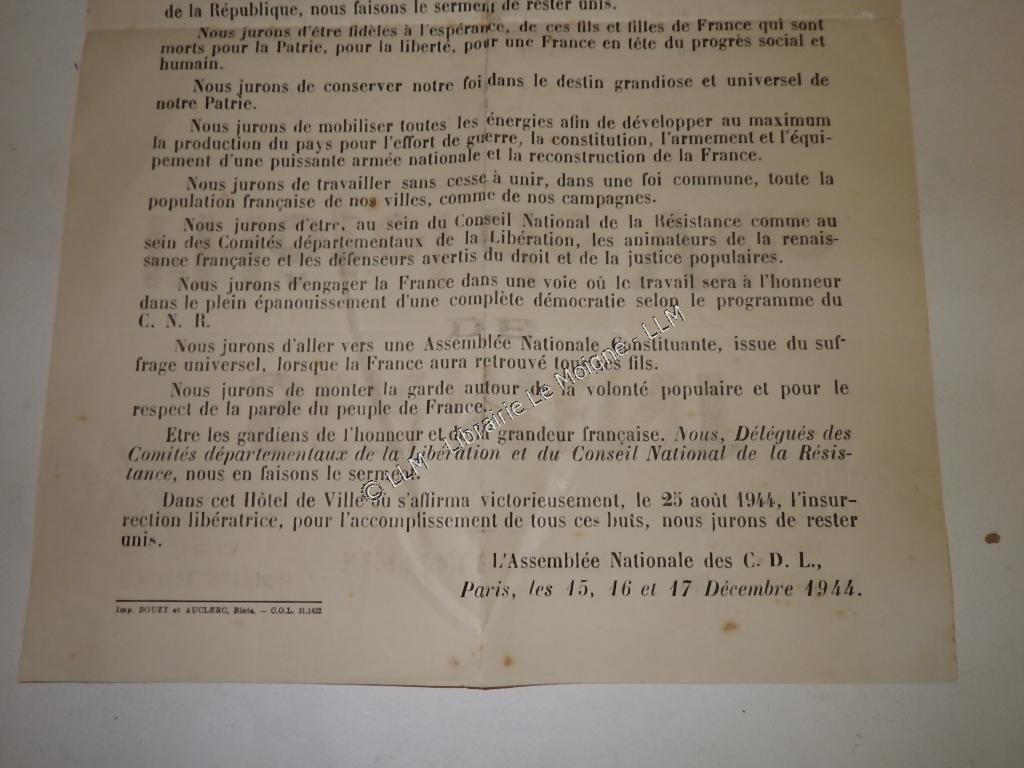 de la République, nous faisons le serment de rester unis.
Nous jurons d'être fidèles à l'espérance, de ces fils et filles de France qui sont
morts pour la Patrie, pour la liberté, pour une France en tête du progrès social et
humain.
Nous jurons de conserver notre foi dans le destin grandiose et universel de
notre Patrie.
Nous jurons de mobiliser toutes les énergies afin de développer au maximum
la production du pays pour l'effort de guerre, la constitution, l'armement et l'équi-
pement d'une puissante armée nationale et la reconstruction de la France.
Nous jurons de travailler sans cesse à unir, dans une foi commune, toute la
population française de nos villes, comme de nos campagnes.
Nous jurons d'être, au sein du Conseil National de la Résistance comme au
sein des Comités départementaux de la Libération, les animateurs de la renais-
sance française et les défenseurs avertis du droit et de la justice populaires.
Nous jurons d'engager la France dans une voie où le travail sera à l'honneur
dans le plein épanouissement d'une complète démocratie selon le programme du
C. N. R.
Nous jurons d'aller vers une Assemblée Nationale Constituante, issue du suf-
frage universel, lorsque la France aura retrouvé tous ses fils.
Nous jurons de monter la garde autour de la volonté populaire et pour le
respect de la parole du peuple de France.
Etre les gardiens de l'honneur et de la grandeur française. Nous, Délégués des
Comités départementaux de la Libération et du Conseil National de la Résis-
tance, nous en faisons le serment.
Dans cet Hôtel de Ville où s'affirma victorieusement, le 25 août 1944, l'insur-
rection libératrice, pour l'accomplissement de tous ces buts, nous jurons de rester
unis.
L'Assemblée Nationale des C. D. L.,
Paris, les 15, 16 et 17 Décembre 1944.
Imp. DOUZY et AUCLERC, Blois. — C.O.L. 31.1422
© LLM - Librairie Le Moigne - LLM